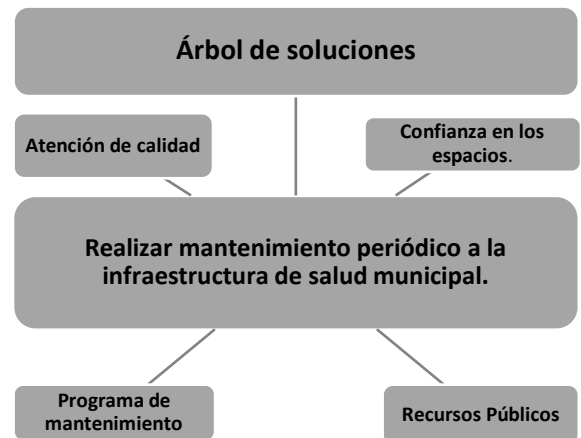 Árbol de soluciones
Atención de calidad
Confianza en los
espacios.
Realizar mantenimiento periódico a la
infraestructura de salud municipal.
Programa de
mantenimiento
Recursos Públicos